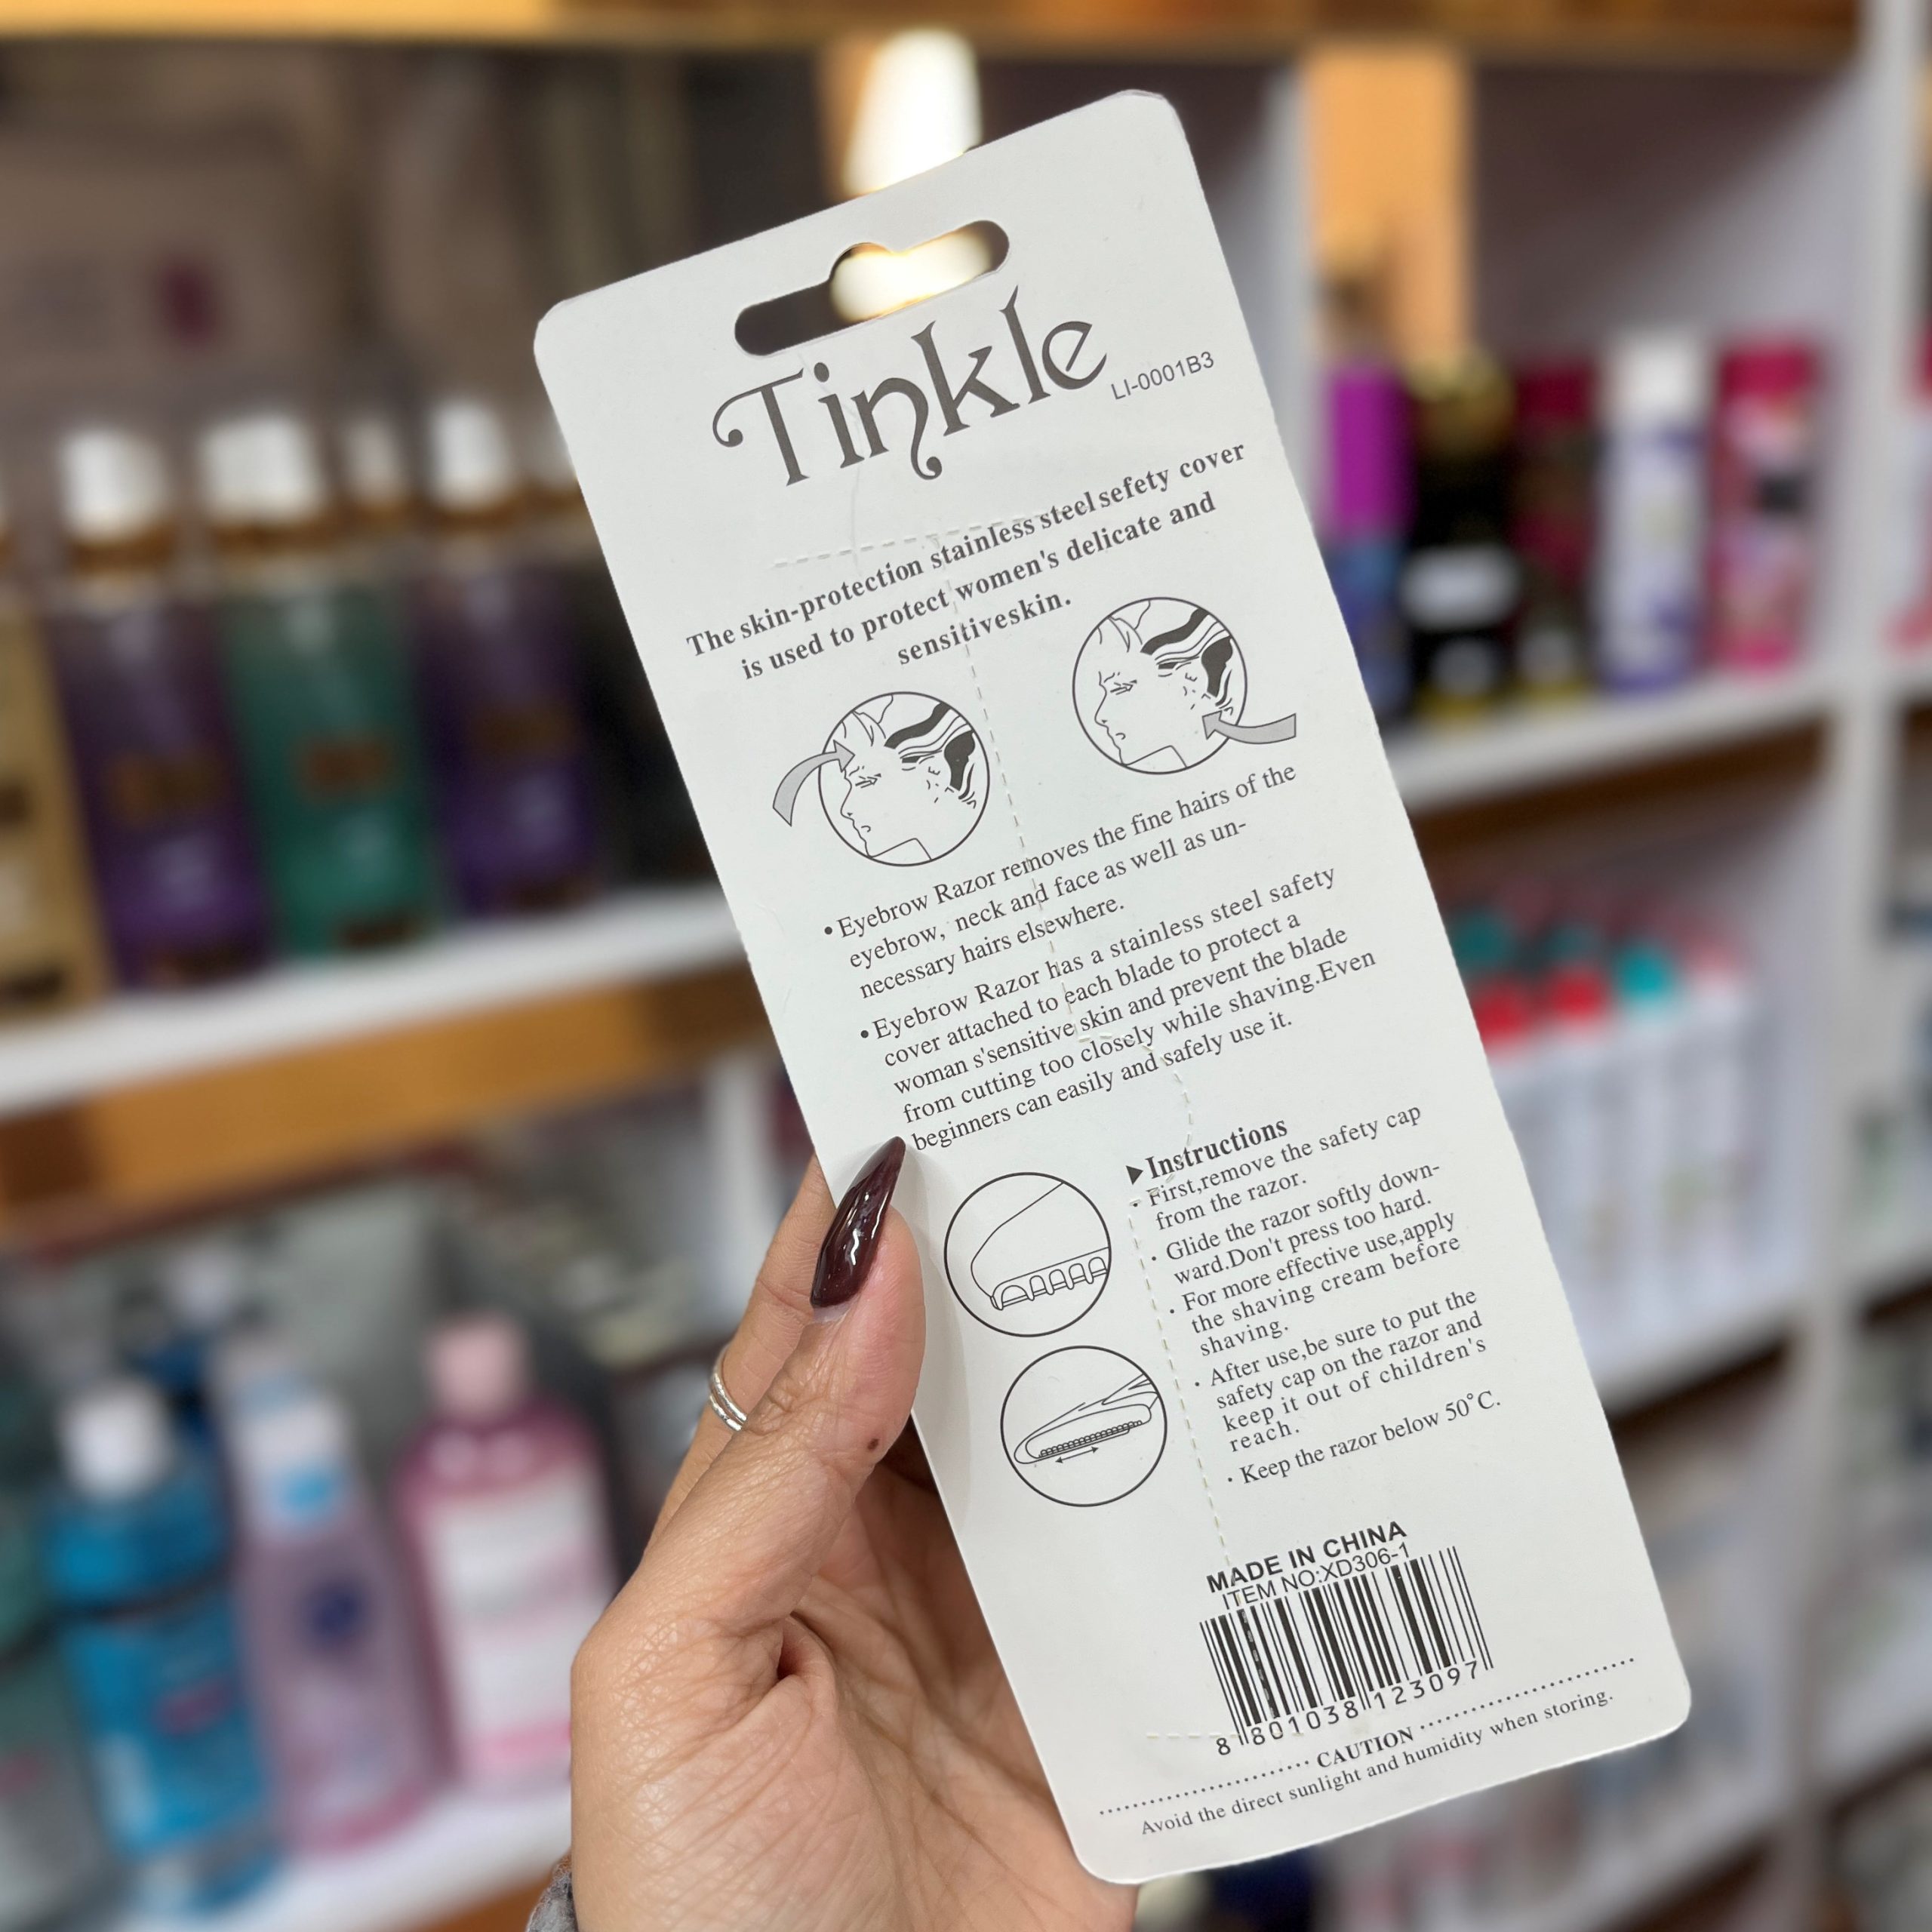 Tinkle
LI-0001B3
The skin-protection stainless steel sefety cover
is used to protect women's delicate and
sensitiveskin.
•Eyebrow Razor removes the fine hairs of the
eyebrow, neck and face as well as un-
necessary hairs elsewhere.
•Eyebrow Razor has a stainless steel safety
cover attached to each blade to protect a
woman s'sensitive skin and prevent the blade
from cutting too closely while shaving.Even
beginners can easily and safely use it.
▶Instructions
· First,remove the safety cap
from the razor.
· Glide the razor softly down-
ward.Don't press too hard.
· For more effective use,apply
the shaving cream before
shaving.
· After use,be sure to put the
safety cap on the razor and
keep it out of children's
reach.
· Keep the razor below 50°C.
MADE IN CHINA
ITEM NO:XD306-1
8 801038 123097
CAUTION
Avoid the direct sunlight and humidity when storing.